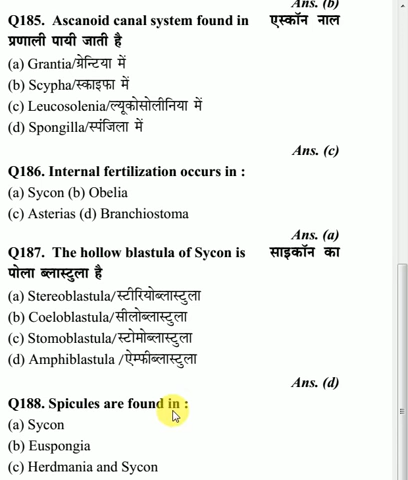 Ans. (b)
Q185. Ascanoid canal system found in एस्कॉन नाल
प्रणाली पायी जाती है
(a) Grantia/ग्रेन्टिया में
(b) Scypha/स्काइफा में
(c) Leucosolenia/ल्यूकोसोलीनिया में
(d) Spongilla/स्पंजिला में
Ans. (c)
Q186. Internal fertilization occurs in :
(a) Sycon (b) Obelia
(c) Asterias (d) Branchiostoma
Ans. (a)
Q187. The hollow blastula of Sycon is साइकॉन का
पोला ब्लास्टुला है
(a) Stereoblastula/स्टीरियोब्लास्टुला
(b) Coeloblastula/सीलोब्लास्टुला
(c) Stomoblastula/स्टोमोब्लास्टुला
(d) Amphiblastula /ऐम्फीब्लास्टुला
Ans. (d)
Q188. Spicules are found in :
(a) Sycon
(b) Euspongia
(c) Herdmania and Sycon